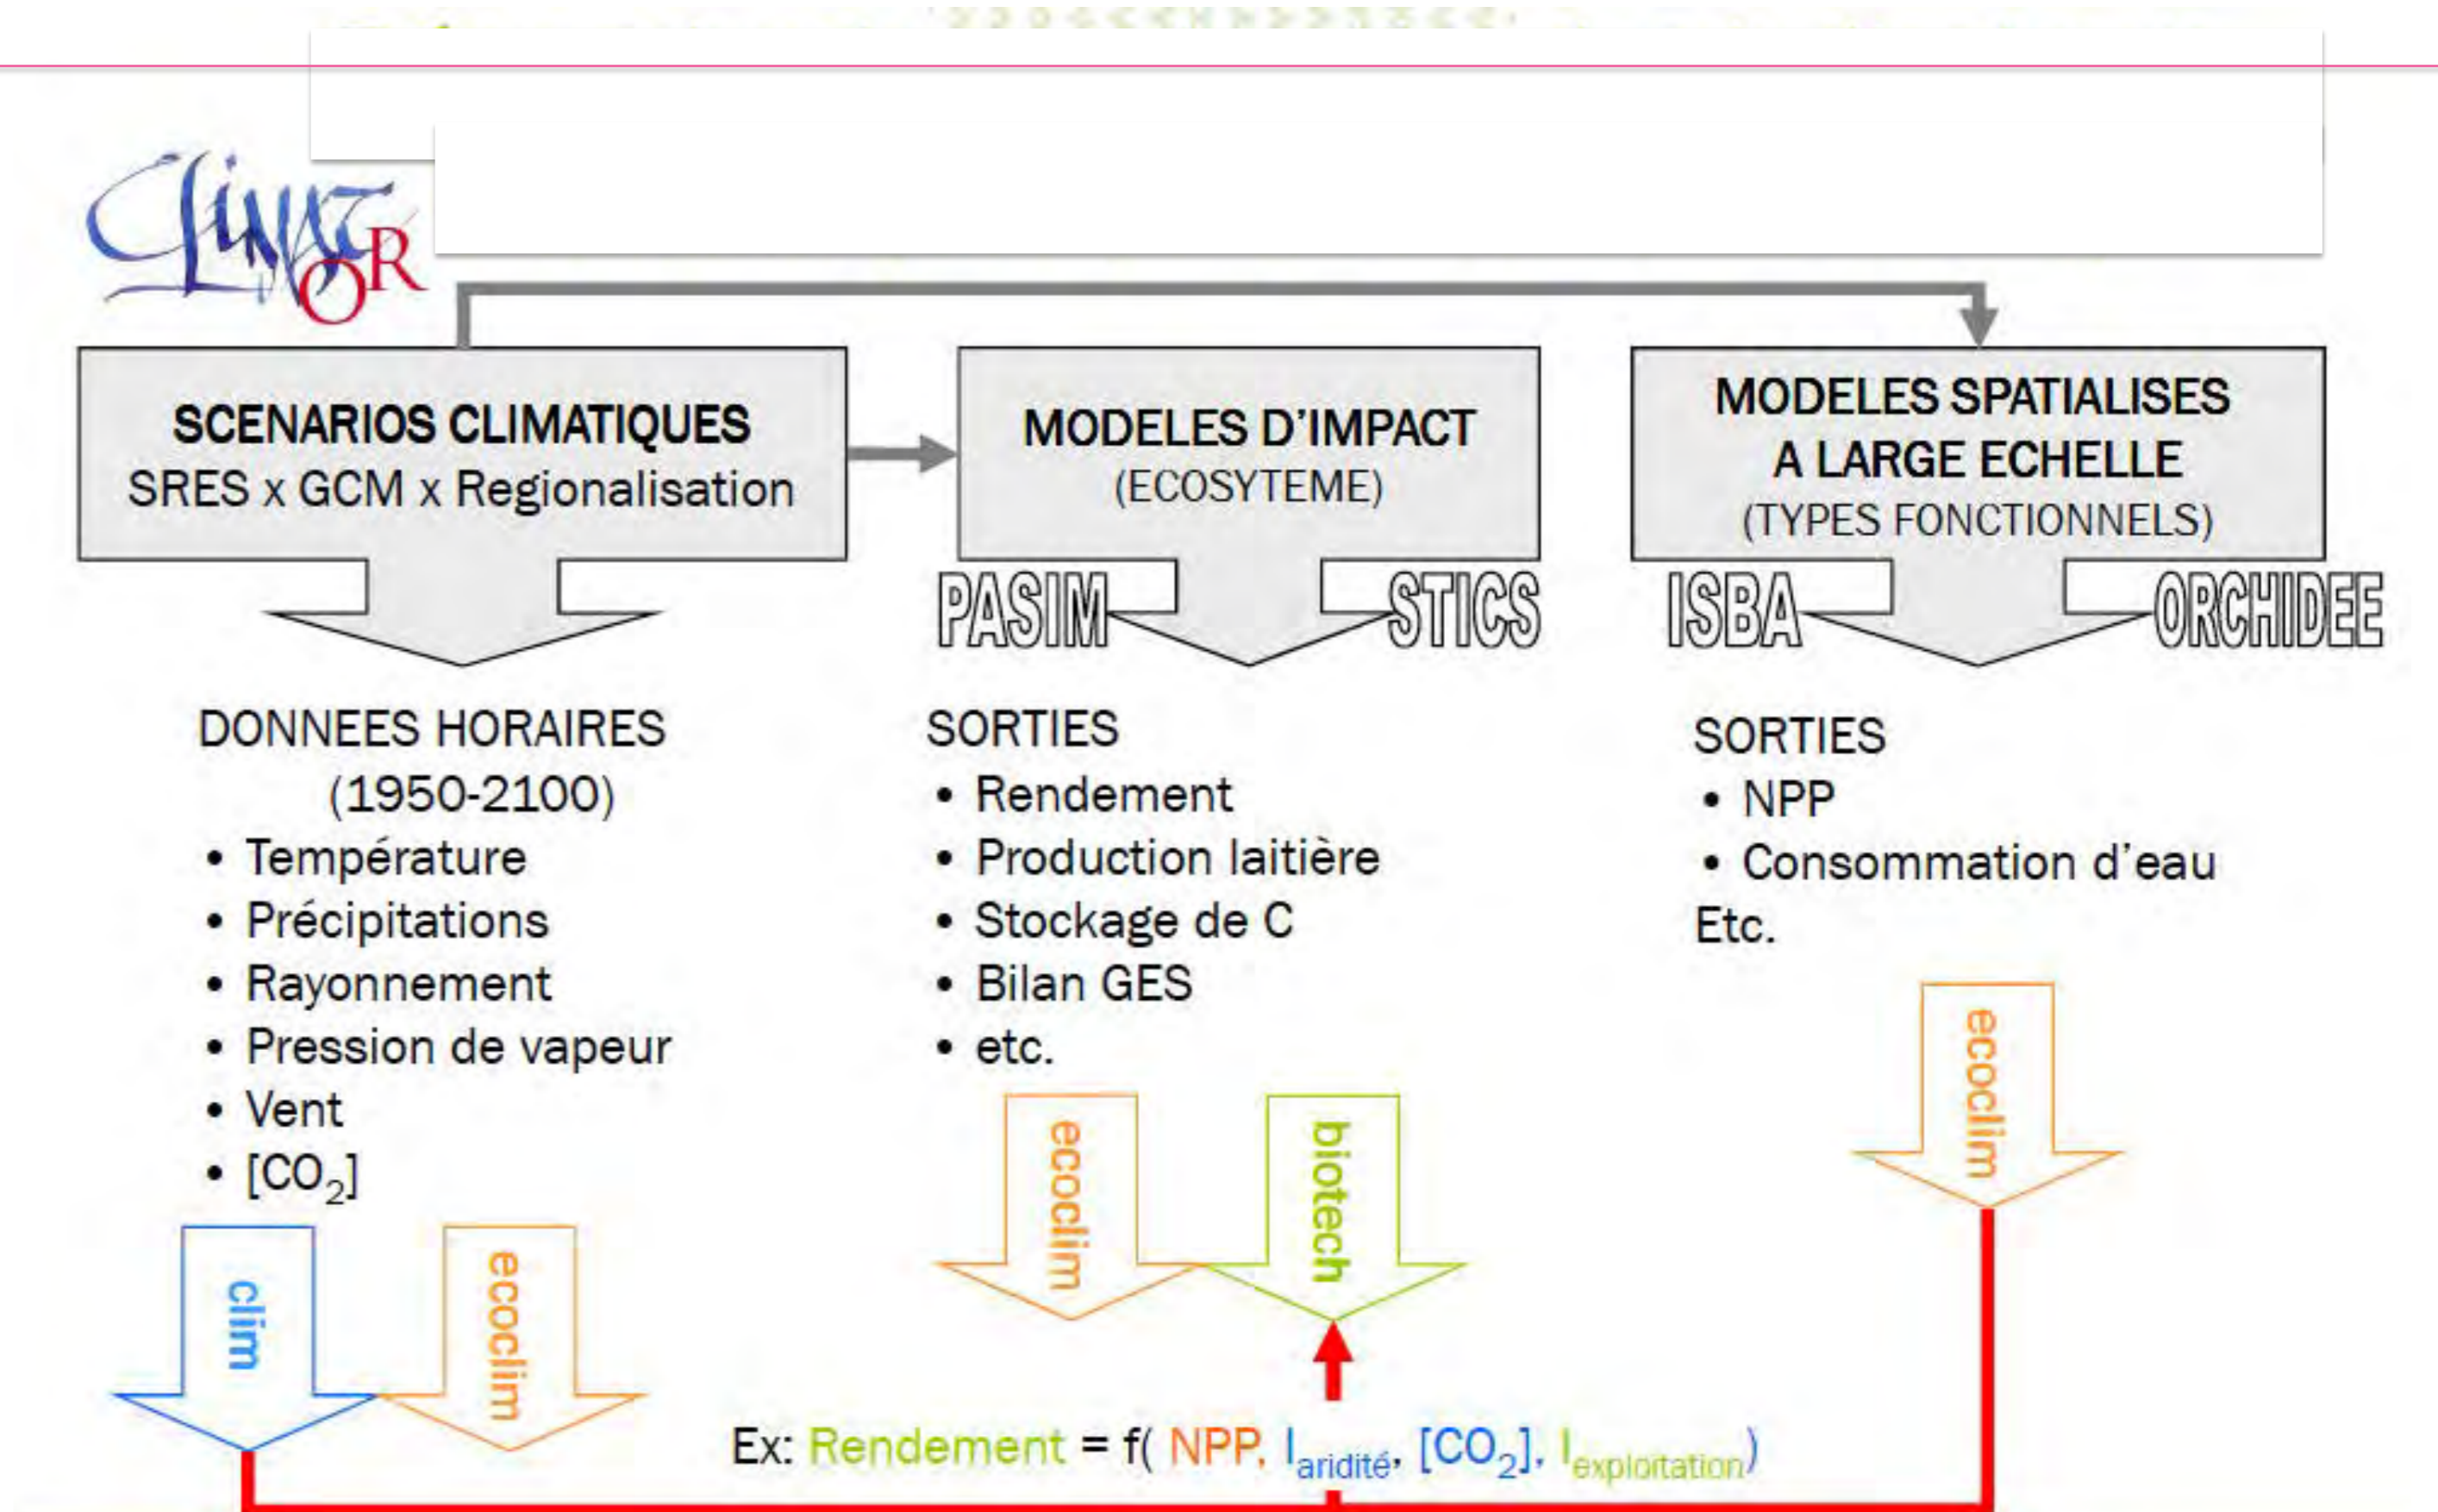 CLIMATOR
SCENARIOS CLIMATIQUES
SRES x GCM x Regionalisation
MODELES D'IMPACT
(ECOSYTEME)
MODELES SPATIALISES
A LARGE ECHELLE
(TYPES FONCTIONNELS)
PASIM
STICS
ISBA
ORCHIDEE
DONNEES HORAIRES
(1950-2100)
• Température
• Précipitations
• Rayonnement
• Pression de vapeur
• Vent
• [CO₂]
SORTIES
• Rendement
• Production laitière
• Stockage de C
• Bilan GES
• etc.
SORTIES
• NPP
• Consommation d'eau
Etc.
clim
ecoclim
ecoclim
biotech
ecoclim
Ex: Rendement = f( NPP, Iaridité, [CO₂], Iexploitation)